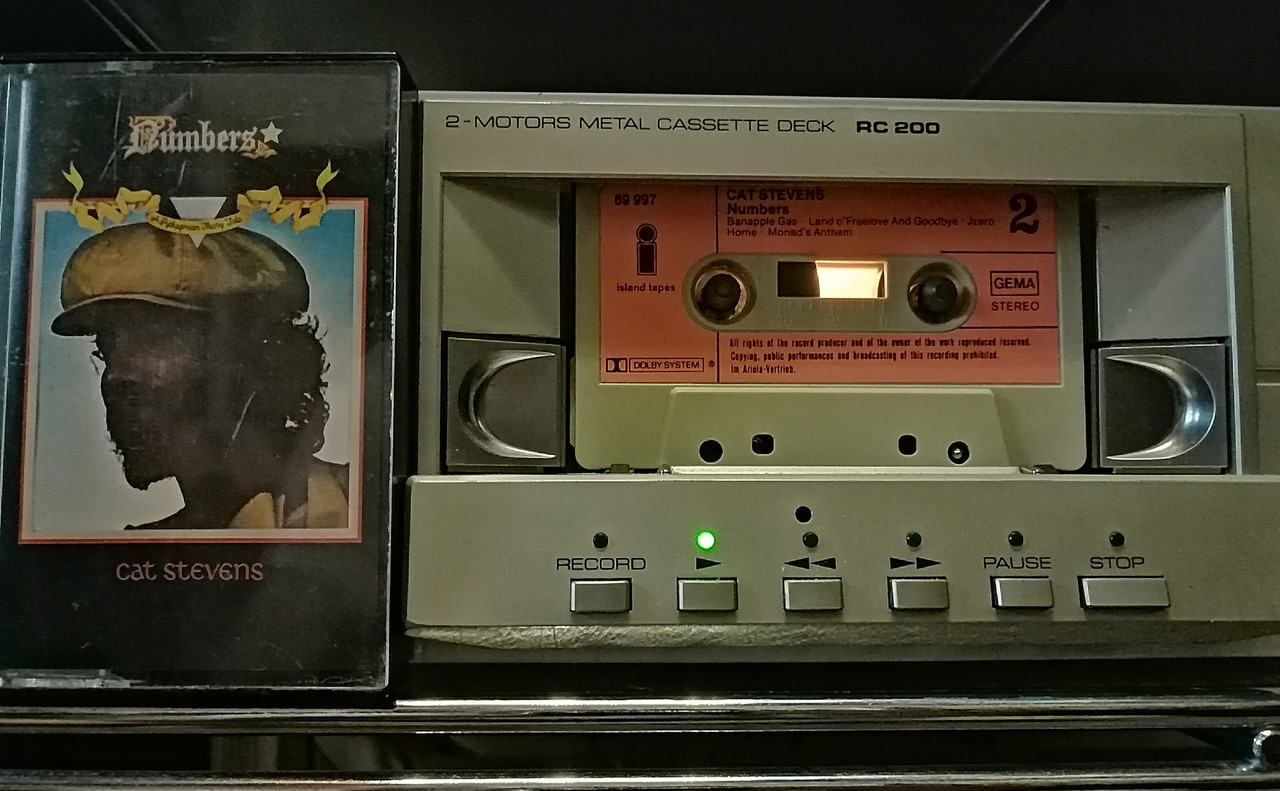 Numbers
A Pythagorean Theory Tale
cat stevens
2-MOTORS METAL CASSETTE DECK RC 200
69 997
island tapes
DOLBY SYSTEM ®
CAT STEVENS
Numbers
Banapple Gas · Land o'Freelove And Goodbye · Jzero
Home · Monad's Anthem
2
GEMA
STEREO
All rights of the record producer and of the owner of the work reproduced reserved.
Copying, public performances and broadcasting of this recording prohibited.
Im Ariola-Vertrieb.
RECORD
PAUSE
STOP